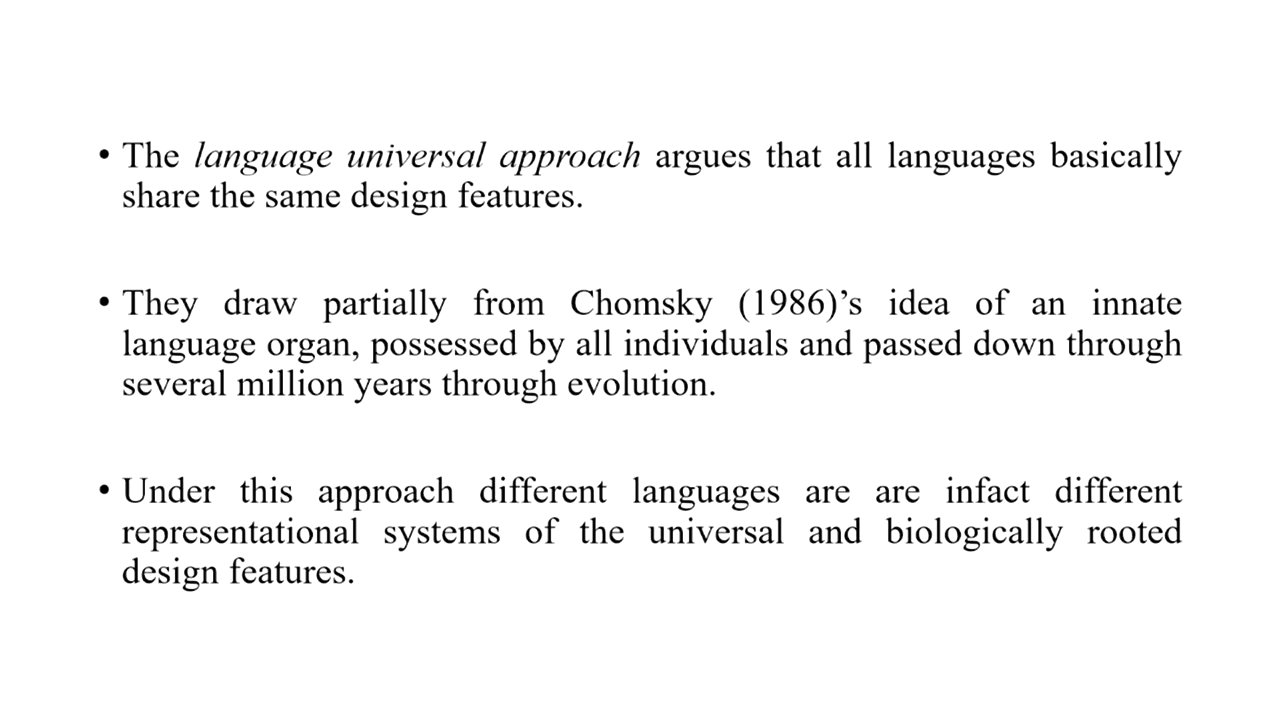 • The language universal approach argues that all languages basically
share the same design features.
• They draw partially from Chomsky (1986)’s idea of an innate
language organ, possessed by all individuals and passed down through
several million years through evolution.
• Under this approach different languages are are infact different
representational systems of the universal and biologically rooted
design features.